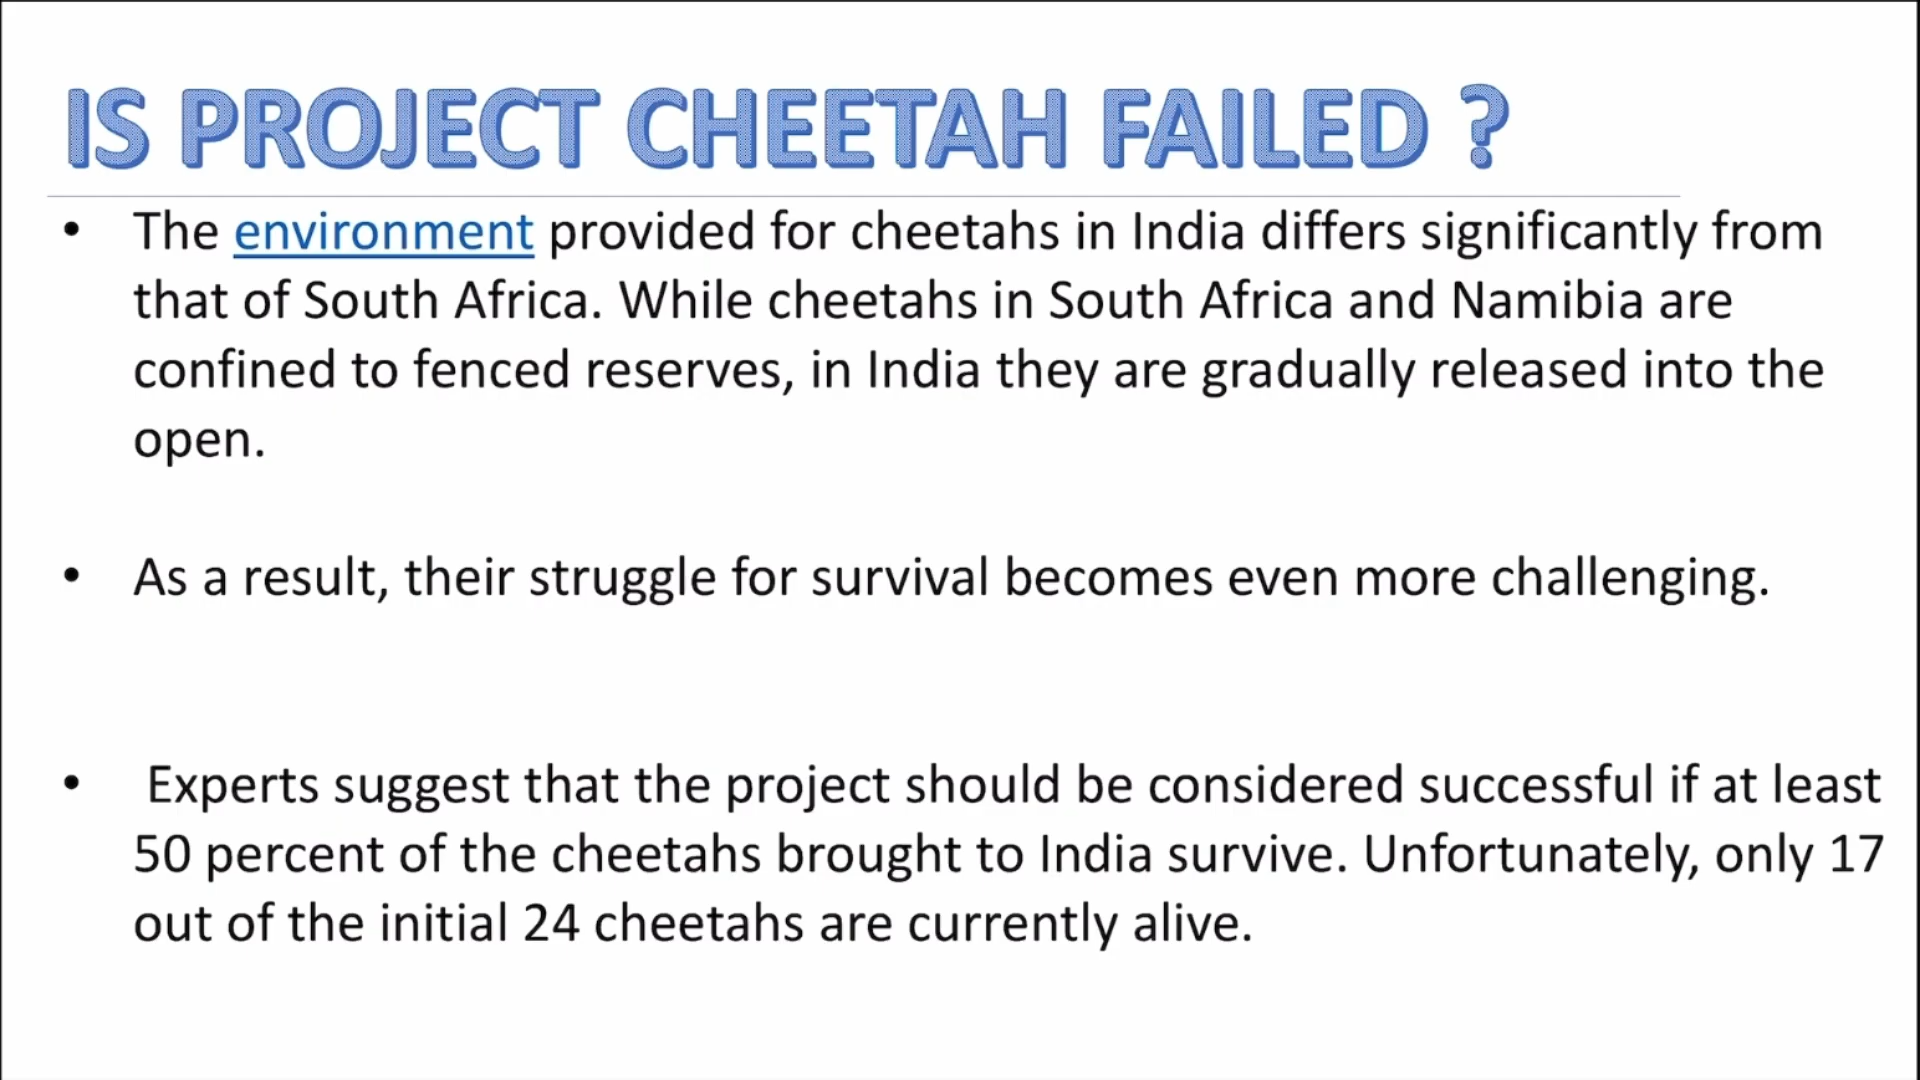 IS PROJECT CHEETAH FAILED ?
• The environment provided for cheetahs in India differs significantly from
that of South Africa. While cheetahs in South Africa and Namibia are
confined to fenced reserves, in India they are gradually released into the
open.
• As a result, their struggle for survival becomes even more challenging.
• Experts suggest that the project should be considered successful if at least
50 percent of the cheetahs brought to India survive. Unfortunately, only 17
out of the initial 24 cheetahs are currently alive.